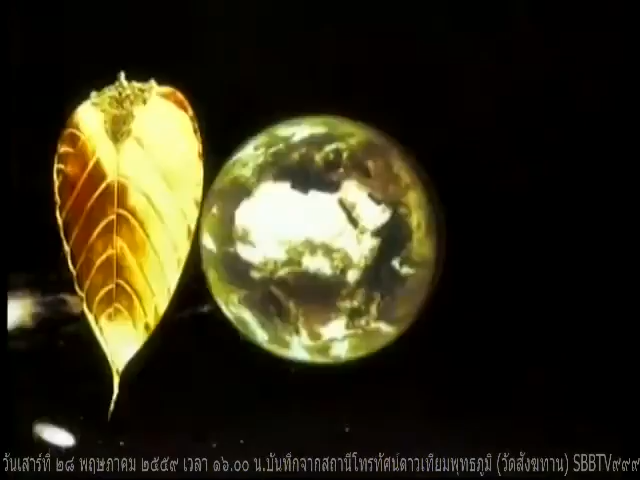 วันเสาร์ที่ ๒๘ พฤษภาคม ๒๕๕๙ เวลา ๑๖.๐๐ น.บันทึกจากสถานีโทรทัศน์ดาวเทียมพุทธภูมิ (วัดสังฆทาน) SBBTV๙๙๙